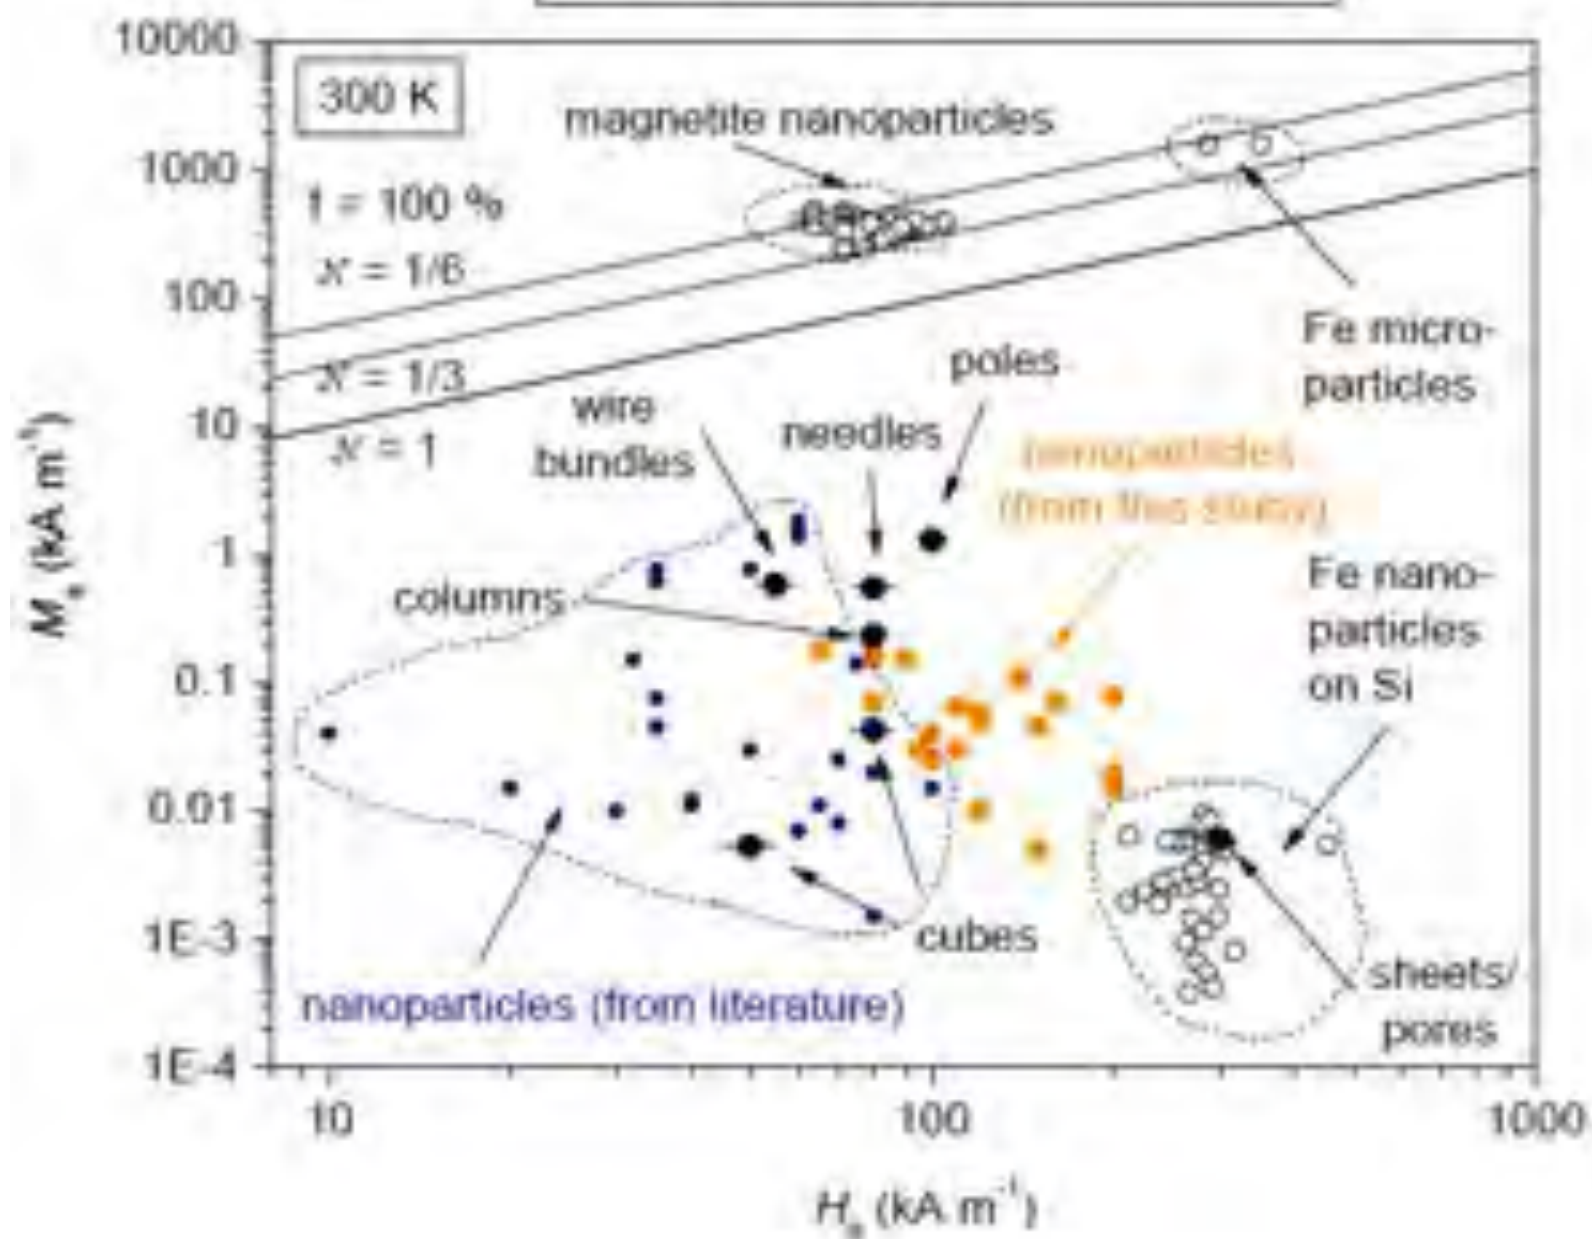 10000
1000
100
10
1
0.1
0.01
1E-3
1E-4
300 K
t = 100 %
𝒩 = 1/6
𝒩 = 1/3
𝒩 = 1
magnetite nanoparticles
Fe micro-
particles
poles
wire
bundles
needles
nanoparticles
(from this study)
columns
Fe nano-
particles
on Si
cubes
nanoparticles (from literature)
sheets/
pores
10
100
1000
(kA m⁻¹)
(kA m⁻¹)